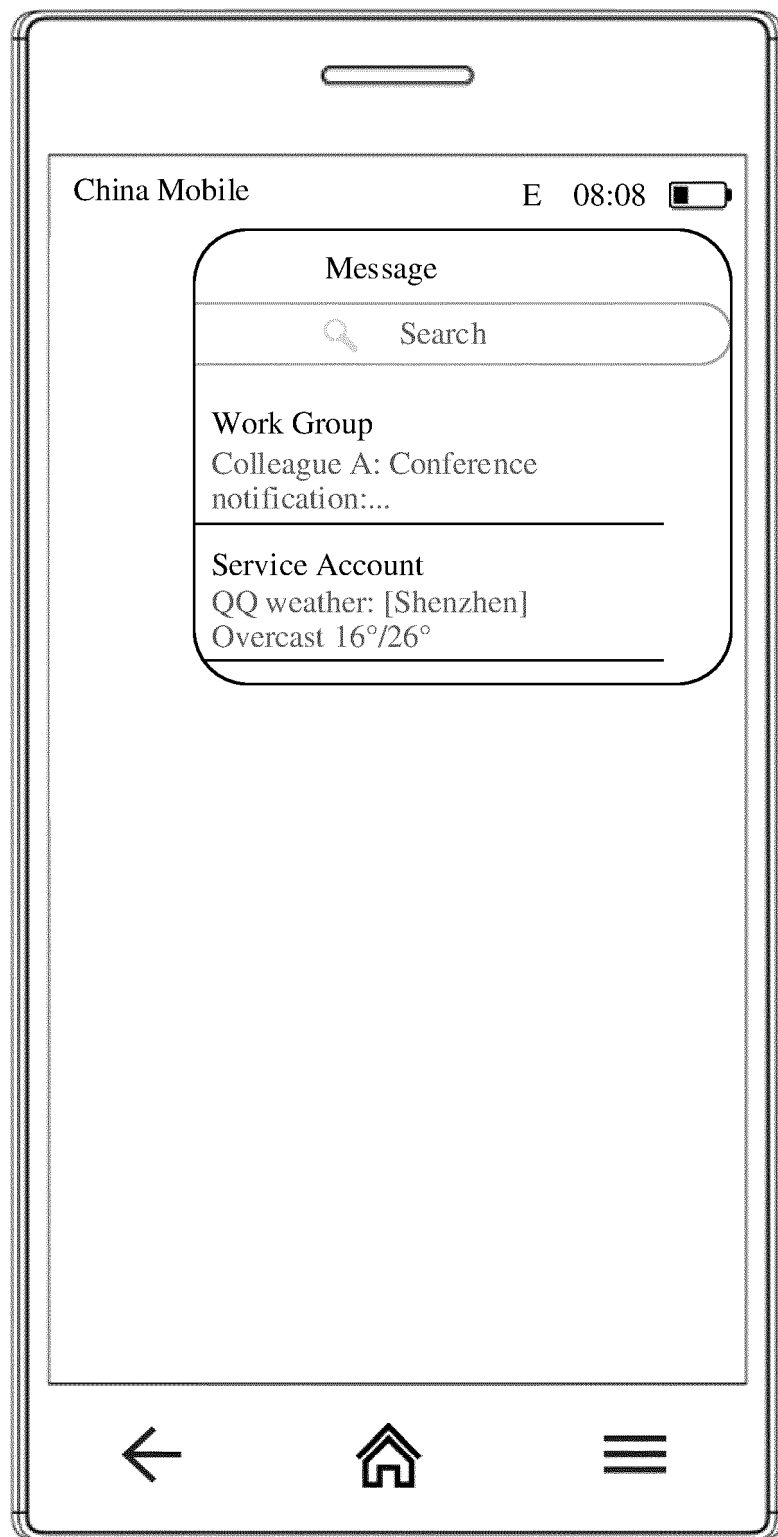 China Mobile E 08:08
Message
Search
Work Group
Colleague A: Conference
notification:...
Service Account
QQ weather: [Shenzhen]
Overcast 16°/26°